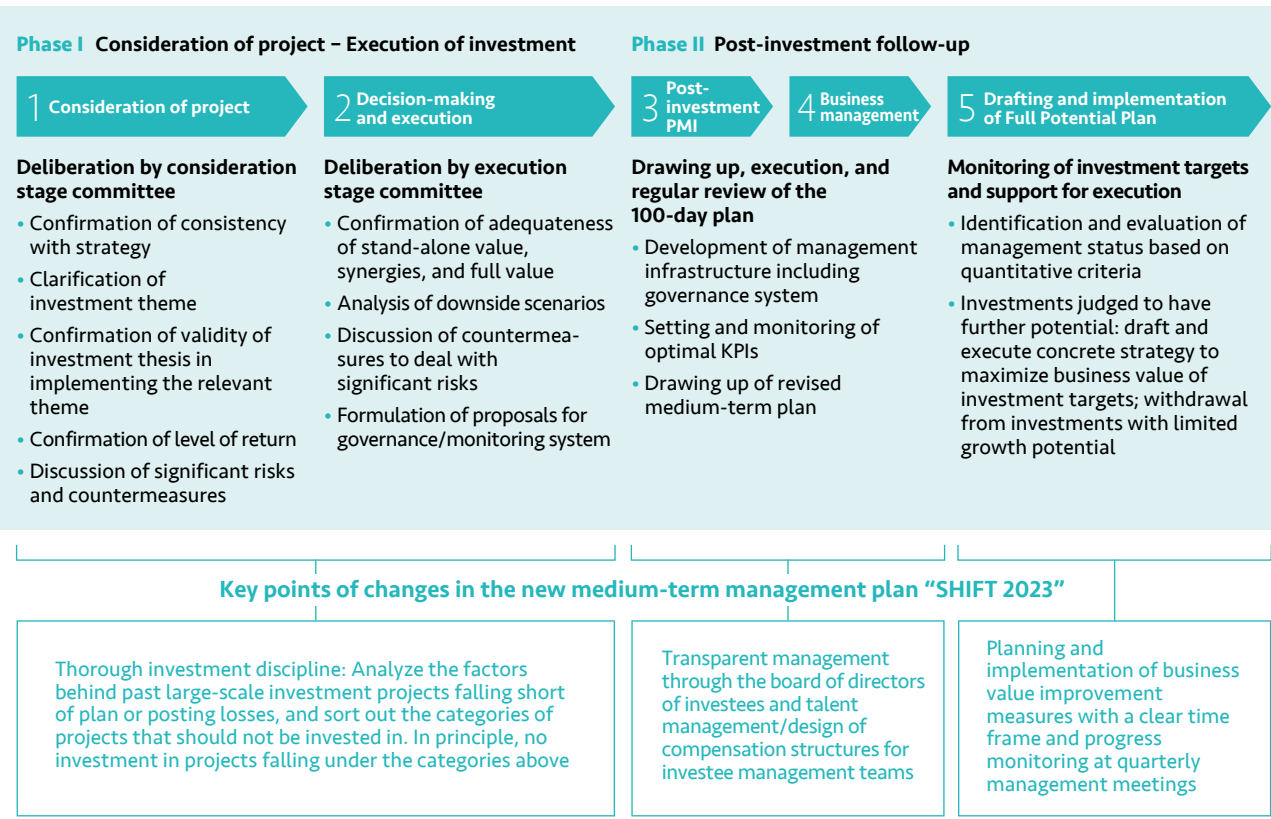 Phase I Consideration of project – Execution of investment
Phase II Post-investment follow-up
1 Consideration of project
2 Decision-making
and execution
3 Post-
investment
PMI
4 Business
management
5 Drafting and implementation
of Full Potential Plan
Deliberation by consideration
stage committee
• Confirmation of consistency
with strategy
• Clarification of
investment theme
• Confirmation of validity of
investment thesis in
implementing the relevant
theme
• Confirmation of level of return
• Discussion of significant risks
and countermeasures
Deliberation by execution
stage committee
• Confirmation of adequateness
of stand-alone value,
synergies, and full value
• Analysis of downside scenarios
• Discussion of countermea-
sures to deal with
significant risks
• Formulation of proposals for
governance/monitoring system
Drawing up, execution, and
regular review of the
100-day plan
• Development of management
infrastructure including
governance system
• Setting and monitoring of
optimal KPIs
• Drawing up of revised
medium-term plan
Monitoring of investment targets
and support for execution
• Identification and evaluation of
management status based on
quantitative criteria
• Investments judged to have
further potential: draft and
execute concrete strategy to
maximize business value of
investment targets; withdrawal
from investments with limited
growth potential
Key points of changes in the new medium-term management plan “SHIFT 2023”
Thorough investment discipline: Analyze the factors
behind past large-scale investment projects falling short
of plan or posting losses, and sort out the categories of
projects that should not be invested in. In principle, no
investment in projects falling under the categories above
Transparent management
through the board of directors
of investees and talent
management/design of
compensation structures for
investee management teams
Planning and
implementation of business
value improvement
measures with a clear time
frame and progress
monitoring at quarterly
management meetings